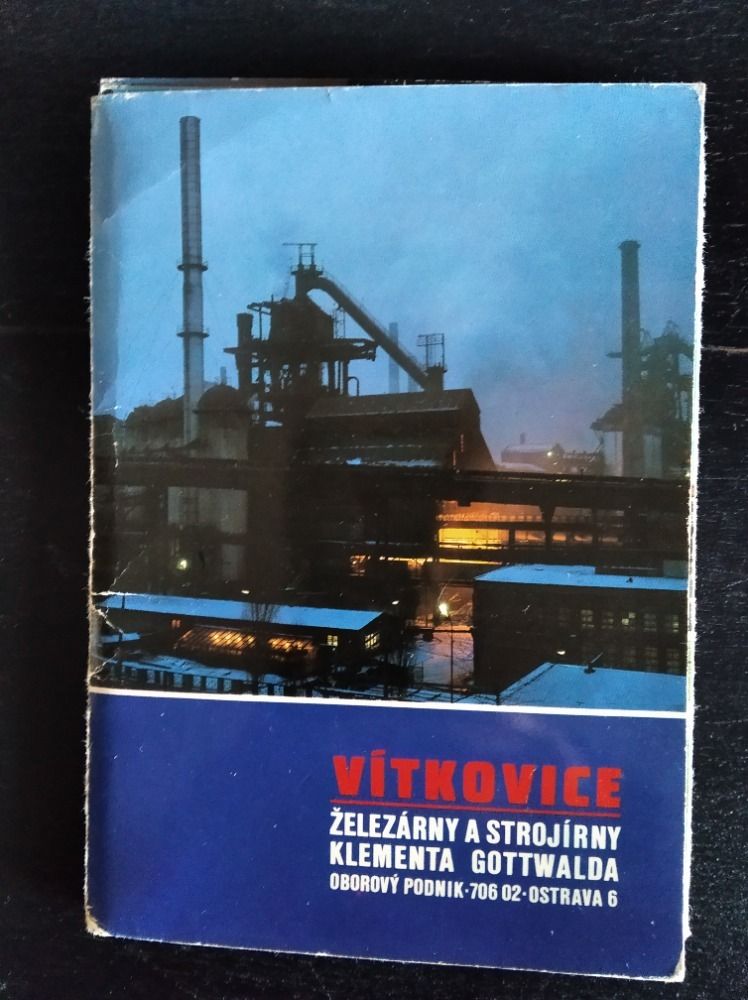 VÍTKOVICE
ŽELEZÁRNY A STROJÍRNY
KLEMENTA GOTTWALDA
OBOROVÝ PODNIK·706 02·OSTRAVA 6